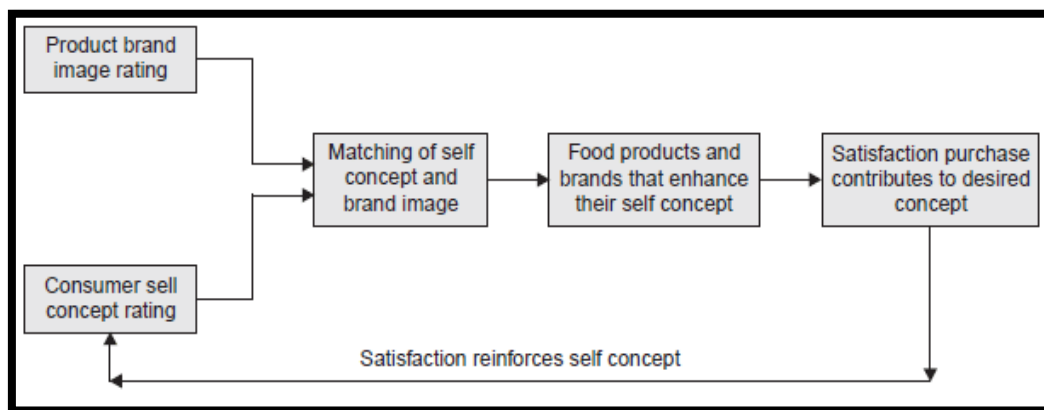 Product brand
image rating
Matching of self
concept and
brand image
Food products and
brands that enhance
their self concept
Satisfaction purchase
contributes to desired
concept
Consumer sell
concept rating
Satisfaction reinforces self concept